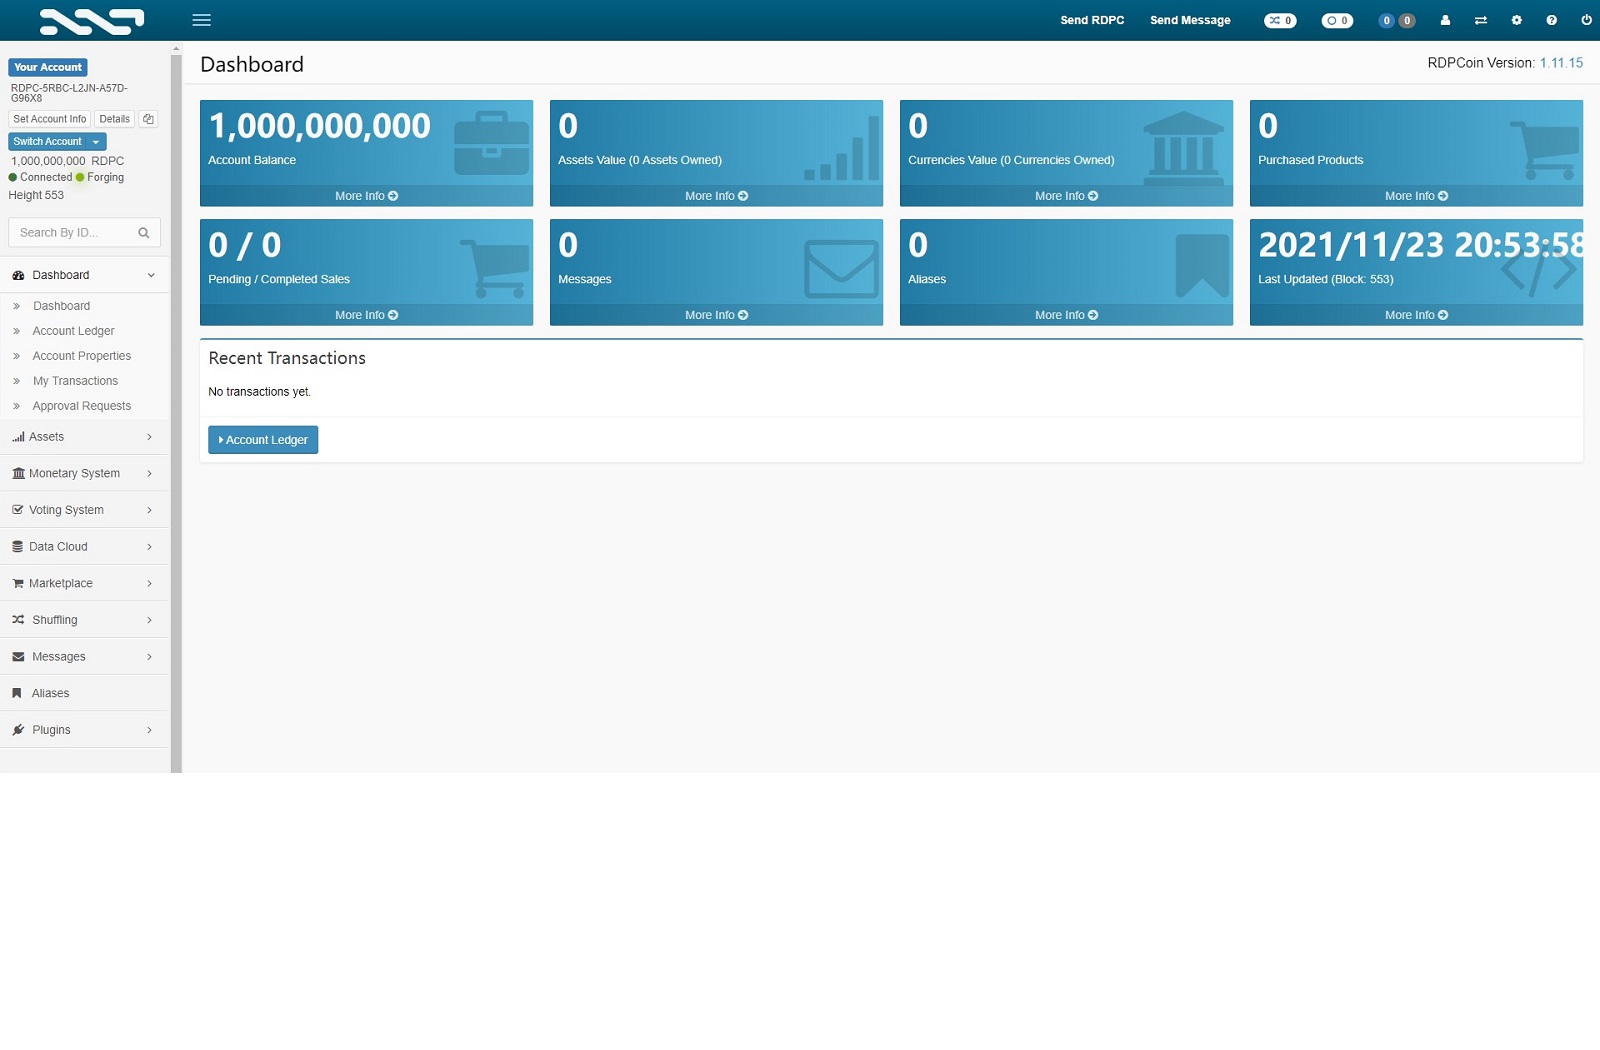 Send RDPC
Send Message
0
0
0 0
Your Account
RDPC-5RBC-L2JN-A57D-
G96X8
Set Account Info Details
Switch Account
1,000,000,000 RDPC
Connected Forging
Height 553
Search By ID...
Dashboard
Dashboard
Account Ledger
Account Properties
My Transactions
Approval Requests
Assets
Monetary System
Voting System
Data Cloud
Marketplace
Shuffling
Messages
Aliases
Plugins
Dashboard
RDPCoin Version: 1.11.15
1,000,000,000
Account Balance
More Info
0
Assets Value (0 Assets Owned)
More Info
0
Currencies Value (0 Currencies Owned)
More Info
0
Purchased Products
More Info
0 / 0
Pending / Completed Sales
More Info
0
Messages
More Info
0
Aliases
More Info
2021/11/23 20:53:58
Last Updated (Block: 553)
More Info
Recent Transactions
No transactions yet.
Account Ledger